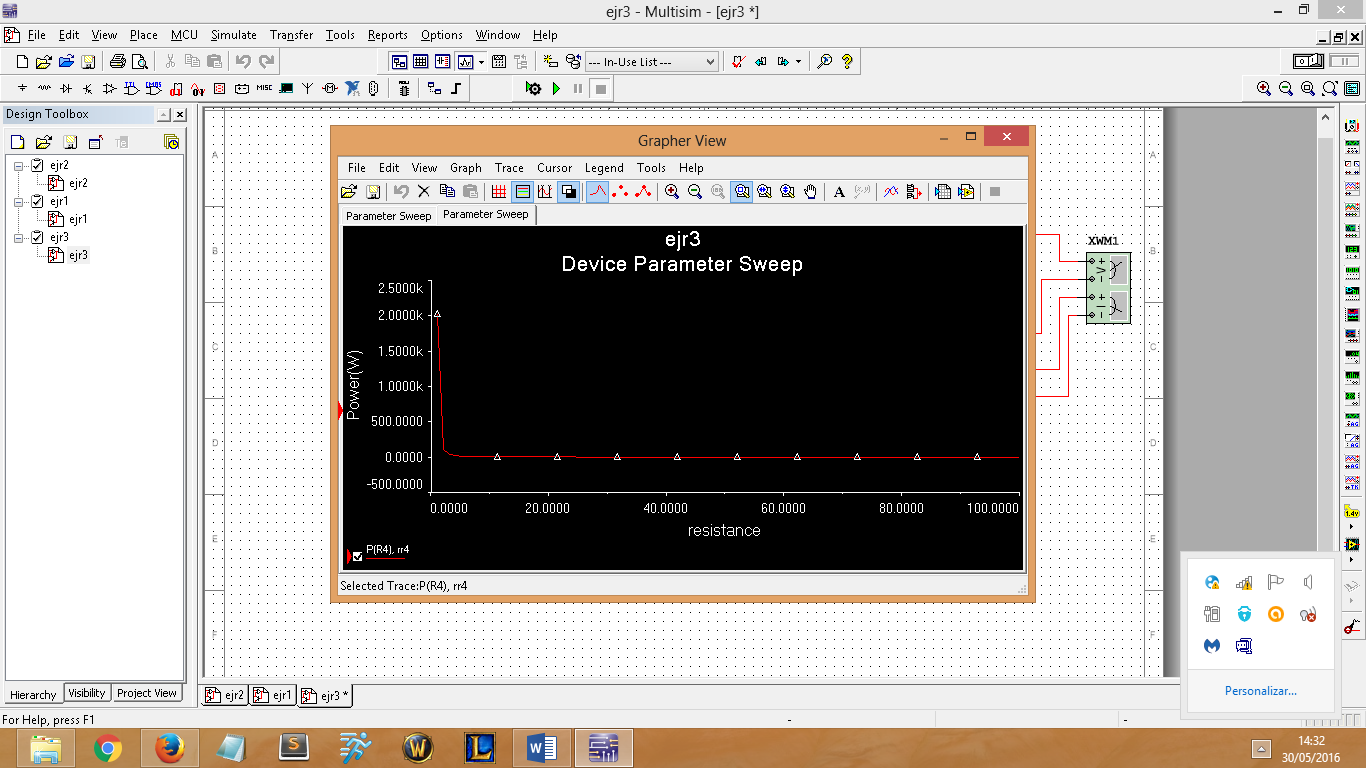 ejr3 - Multisim - [ejr3 *]
File Edit View Place MCU Simulate Transfer Tools Reports Options Window Help
--- In-Use List ---
MISC
Design Toolbox
ejr2
ejr2
ejr1
ejr1
ejr3
ejr3
Hierarchy Visibility Project View
A
B
C
D
E
F
Grapher View
File Edit View Graph Trace Cursor Legend Tools Help
A
Parameter Sweep Parameter Sweep
ejr3
Device Parameter Sweep
Power(W)
2.5000k
2.0000k
1.5000k
1.0000k
500.0000
0.0000
-500.0000
0.0000 20.0000 40.0000 60.0000 80.0000 100.0000
resistance
P(R4), rr4
Selected Trace:P(R4), rr4
XWM1
V
I
A
B
C
D
E
F
ejr2 ejr1 ejr3 *
For Help, press F1
-
-
Personalizar...
14:32
30/05/2016